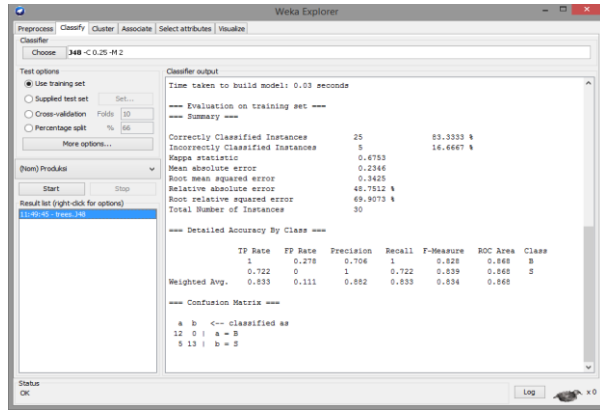 Weka Explorer
Preprocess Classify Cluster Associate Select attributes Visualize
Classifier
Choose J48 -C 0.25 -M 2
Test options
Use training set
Supplied test set Set...
Cross-validation Folds 10
Percentage split % 66
More options...
(Nom) Produksi
Start Stop
Result list (right-click for options)
11:49:45 - trees.J48
Classifier output
Time taken to build model: 0.03 seconds
=== Evaluation on training set ===
=== Summary ===
Correctly Classified Instances 25 83.3333 %
Incorrectly Classified Instances 5 16.6667 %
Kappa statistic 0.6753
Mean absolute error 0.2346
Root mean squared error 0.3425
Relative absolute error 48.7512 %
Root relative squared error 69.9073 %
Total Number of Instances 30
=== Detailed Accuracy By Class ===
TP Rate FP Rate Precision Recall F-Measure ROC Area Class
1 0.278 0.706 1 0.828 0.868 B
0.722 0 1 0.722 0.839 0.868 S
Weighted Avg. 0.833 0.111 0.882 0.833 0.834 0.868
=== Confusion Matrix ===
a b <-- classified as
12 0 | a = B
5 13 | b = S
Status
OK
Log x 0